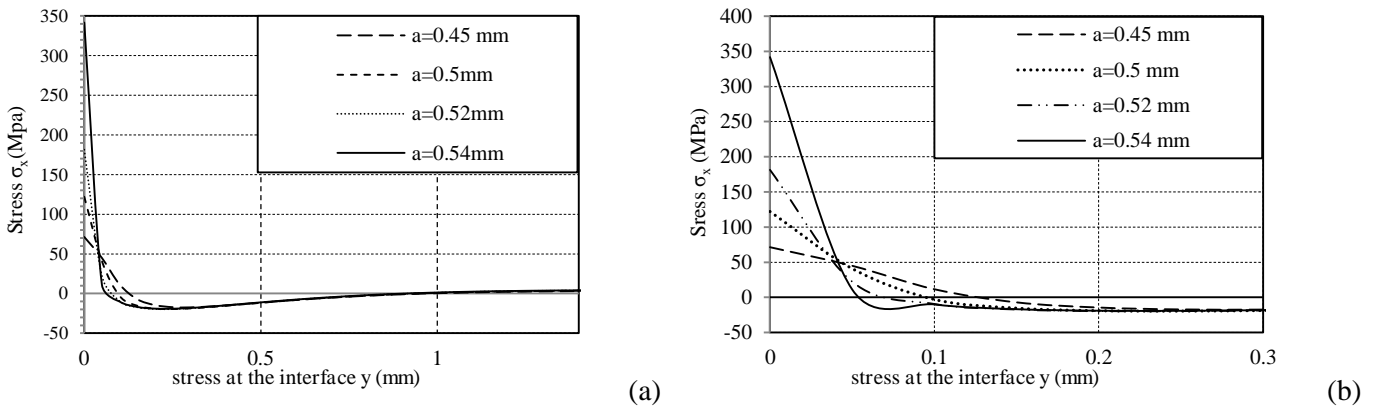 350
300
250
200
150
100
50
0
-50
Stress σx (Mpa)
a=0.45 mm
a=0.5mm
a=0.52mm
a=0.54mm
0
0.5
1
stress at the interface y (mm)
(a)
400
350
300
250
200
150
100
50
0
-50
Sress σx (MPa)
a=0.45 mm
a=0.5 mm
a=0.52 mm
a=0.54 mm
0
0.1
0.2
0.3
stress at the interface y (mm)
(b)